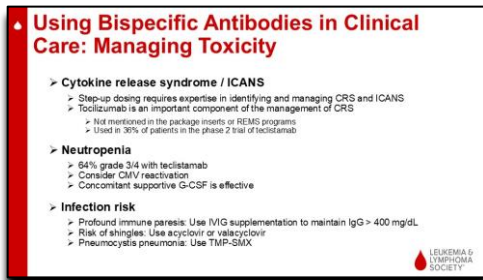 Using Bispecific Antibodies in Clinical
Care: Managing Toxicity
➢ Cytokine release syndrome / ICANS
➢ Step-up dosing requires expertise in identifying and managing CRS and ICANS
➢ Tocilizumab is an important component of the management of CRS
➢ Not mentioned in the package inserts or REMS programs
➢ Used in 36% of patients in the phase 2 trial of teclistamab
➢ Neutropenia
➢ 64% grade 3/4 with teclistamab
➢ Consider CMV reactivation
➢ Concomitant supportive G-CSF is effective
➢ Infection risk
➢ Profound immune paresis: Use IVIG supplementation to maintain IgG > 400 mg/dL
➢ Risk of shingles: Use acyclovir or valacyclovir
➢ Pneumocystis pneumonia: Use TMP-SMX
LEUKEMIA &
LYMPHOMA
SOCIETY®